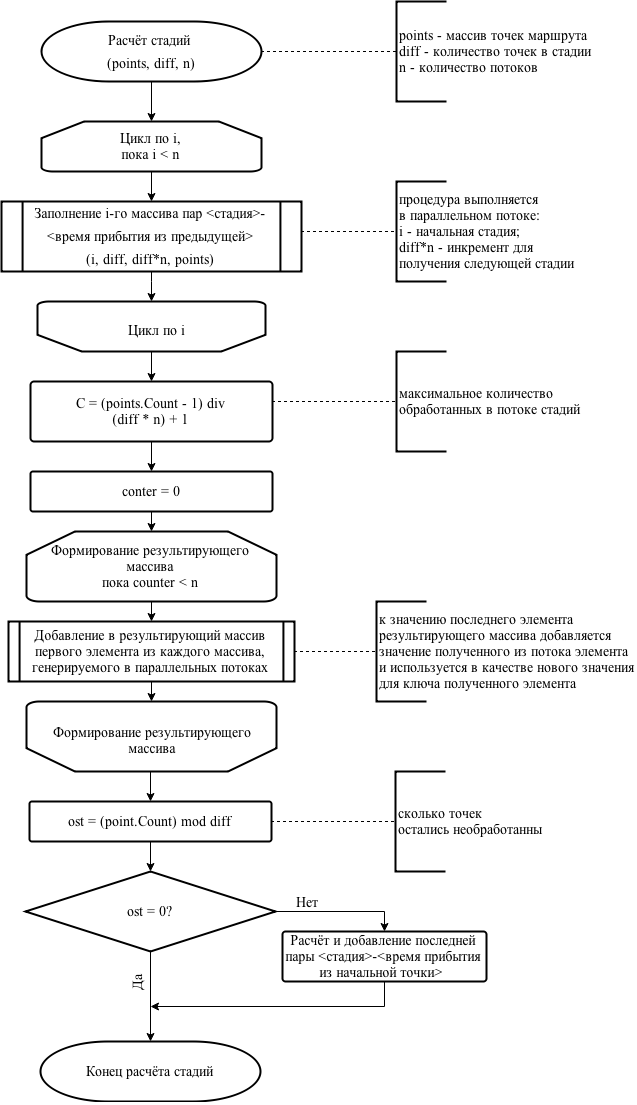 Расчёт стадий
(points, diff, n)
points - массив точек маршрута
diff - количество точек в стадии
n - количество потоков
Цикл по i,
пока i < n
Заполнение i-го массива пар <стадия>-
<время прибытия из предыдущей>
(i, diff, diff*n, points)
процедура выполняется
в параллельном потоке:
i - начальная стадия;
diff*n - инкремент для
получения следующей стадии
Цикл по i
C = (points.Count - 1) div
(diff * n) + 1
максимальное количество
обработанных в потоке стадий
conter = 0
Формирование результирующего
массива
пока counter < n
Добавление в результирующий массив
первого элемента из каждого массива,
генерируемого в параллельных потоках
к значению последнего элемента
результирующего массива добавляется
значение полученного из потока элемента
и используется в качестве нового значения
для ключа полученного элемента
Формирование результирующего
массива
ost = (point.Count) mod diff
сколько точек
остались необработанны
ost = 0?
Нет
Расчёт и добавление последней
пары <стадия>-<время прибытия
из начальной точки>
Да
Конец расчёта стадий